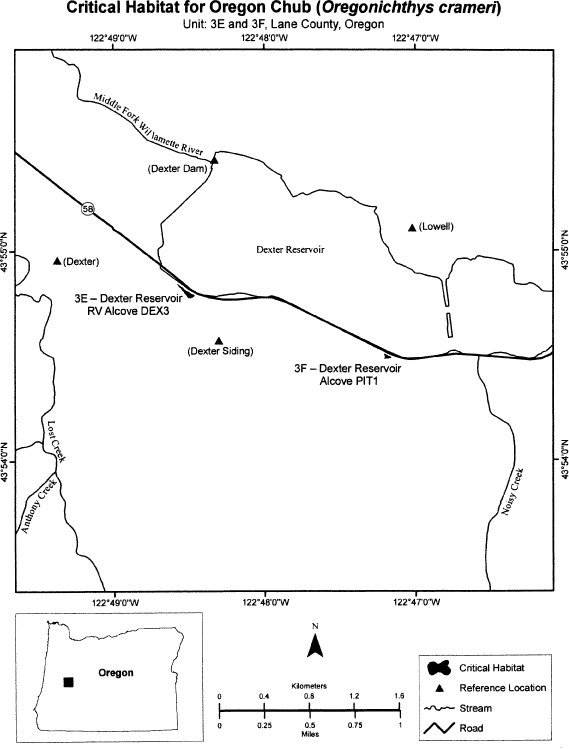 Critical Habitat for Oregon Chub (Oregonichthys crameri)
Unit: 3E and 3F, Lane County, Oregon
122°49'0"W
122°48'0"W
122°47'0"W
Middle Fork Willamette River
(Dexter Dam)
58
(Lowell)
Dexter Reservoir
43°55'0"N
43°55'0"N
(Dexter)
3E – Dexter Reservoir
RV Alcove DEX3
(Dexter Siding)
3F – Dexter Reservoir
Alcove PIT1
Lost Creek
43°54'0"N
43°54'0"N
Anthony Creek
Noisy Creek
122°49'0"W
122°48'0"W
122°47'0"W
Oregon
N
Kilometers
0 0.4 0.8 1.2 1.6
0 0.25 0.5 0.75 1
Miles
Critical Habitat
Reference Location
Stream
Road